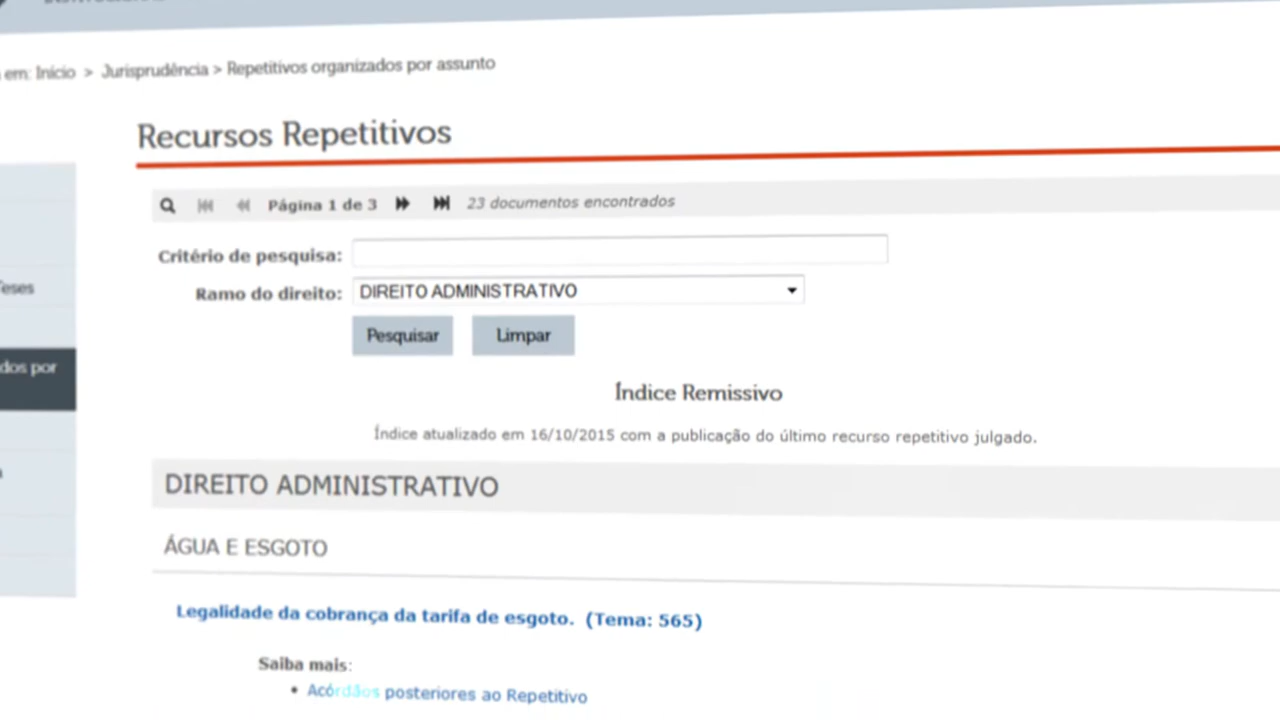 em: Início > Jurisprudência > Repetitivos organizados por assunto
Recursos Repetitivos
Página 1 de 3 23 documentos encontrados
Critério de pesquisa:
Ramo do direito: DIREITO ADMINISTRATIVO
Teses
Pesquisar Limpar
dos por
Índice Remissivo
Índice atualizado em 16/10/2015 com a publicação do último recurso repetitivo julgado.
DIREITO ADMINISTRATIVO
ÁGUA E ESGOTO
Legalidade da cobrança da tarifa de esgoto. (Tema: 565)
Saiba mais:
• Acórdãos posteriores ao Repetitivo